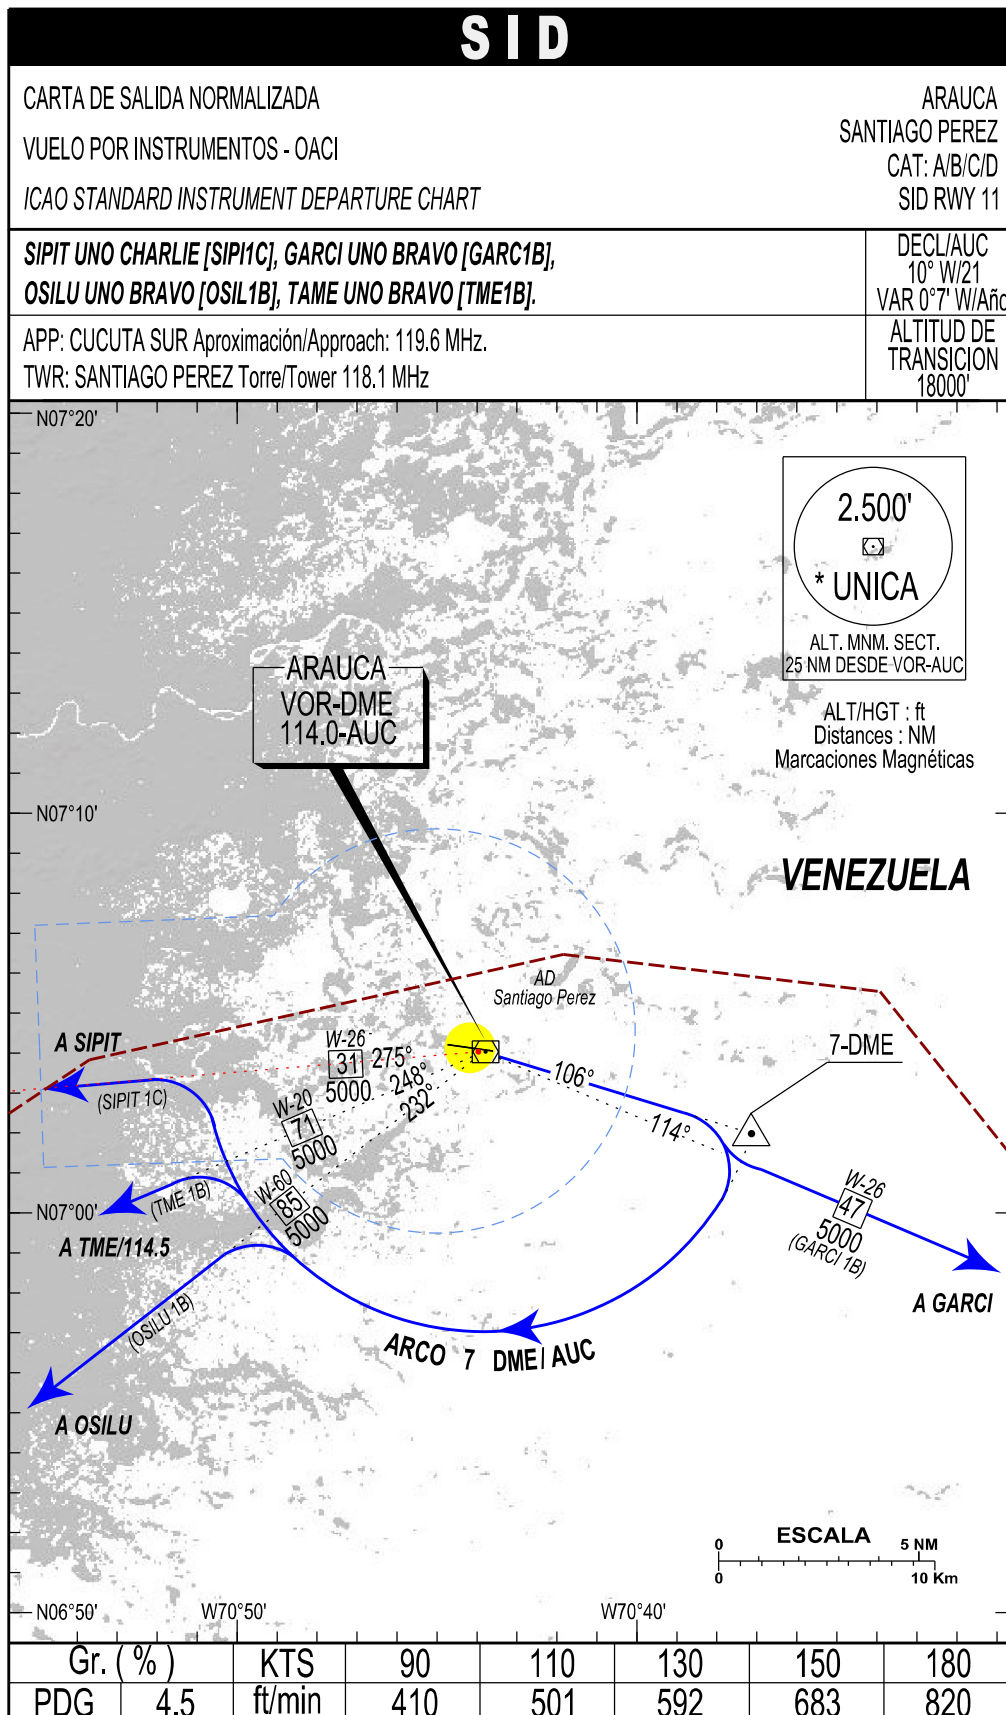 SID
CARTA DE SALIDA NORMALIZADA
VUELO POR INSTRUMENTOS - OACI
ICAO STANDARD INSTRUMENT DEPARTURE CHART
ARAUCA
SANTIAGO PEREZ
CAT: A/B/C/D
SID RWY 11
SIPIT UNO CHARLIE [SIPI1C], GARCI UNO BRAVO [GARC1B],
OSILU UNO BRAVO [OSIL1B], TAME UNO BRAVO [TME1B].
DECL/AUC
10° W/21
VAR 0°7' W/Año
APP: CUCUTA SUR Aproximación/Approach: 119.6 MHz.
TWR: SANTIAGO PEREZ Torre/Tower 118.1 MHz
ALTITUD DE
TRANSICION
18000'
N07°20'
2.500'
* UNICA
ALT. MNM. SECT.
25 NM DESDE VOR-AUC
ALT/HGT : ft
Distances : NM
Marcaciones Magnéticas
ARAUCA
VOR-DME
114.0-AUC
N07°10'
VENEZUELA
AD
Santiago Perez
A SIPIT
(SIPIT 1C)
W-26
31
5000
275°
248°
232°
106°
114°
7-DME
W-20
71
5000
(TME 1B)
W-60
85
5000
N07°00'
A TME/114.5
W-26
47
5000
(GARCI 1B)
A GARCI
(OSILU 1B)
ARCO 7 DME/AUC
A OSILU
ESCALA
0 5 NM
0 10 Km
N06°50'
W70°50'
W70°40'
Gr. ( % ) KTS 90 110 130 150 180
PDG 4.5 ft/min 410 501 592 683 820